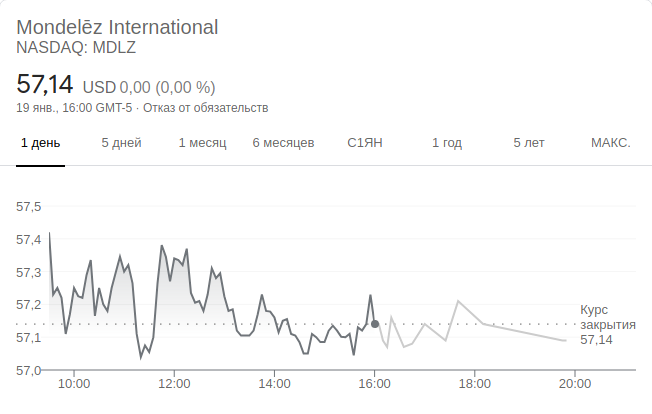 Mondelēz International
NASDAQ: MDLZ
57,14 USD 0,00 (0,00 %)
19 янв., 16:00 GMT-5 · Отказ от обязательств
1 день 5 дней 1 месяц 6 месяцев С1ЯН 1 год 5 лет МАКС.
57,5
57,4
57,3
57,2
57,1
57,0
Курс
закрытия
57,14
10:00 12:00 14:00 16:00 18:00 20:00